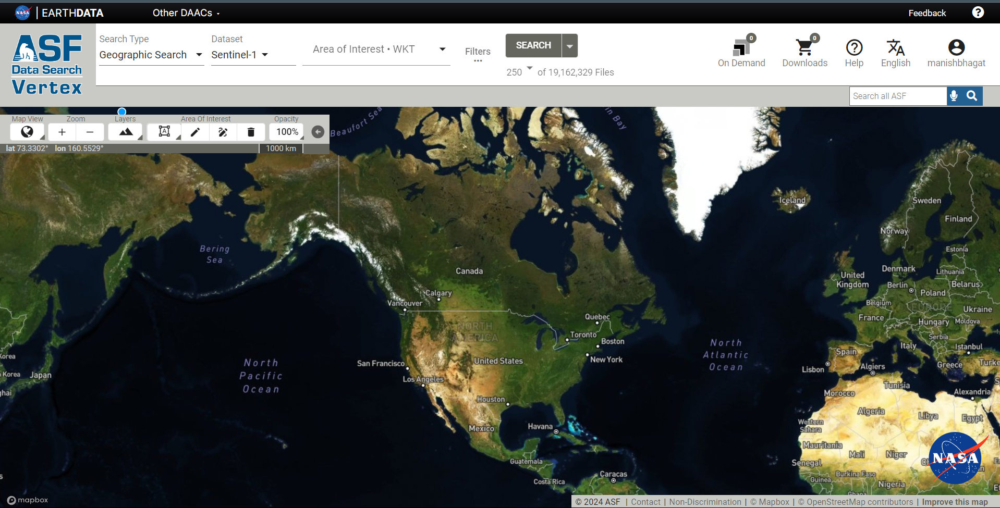 NASA EARTHDATA Other DAACs Feedback ?
ASF
Data Search
Vertex
Search Type
Geographic Search
Dataset
Sentinel-1
Area of Interest • WKT
Filters
•••
SEARCH
250 of 19,162,329 Files
0
On Demand
0
Downloads
Help
English
manishbhagat
Search all ASF
Map View Zoom Layers Area Of Interest Opacity
+ − A 100%
lat 73.3302° lon 160.5529° 1000 km
Beaufort Sea
in Bay
Iceland
Sweden
Finland
Norway
Bering
Sea
Estonia
Canada
Denmark
Lithuania
United
Kingdom
Berlin
Belarus
Poland
Calgary
Vancouver
Belgium
EUROPE
Ukraine
France
Quebec
Hungary
Moldova
NORTH
AMERICA
Toronto
Boston
Serbia
North
Atlantic
Ocean
Italy
Istanbul
Spain
Korea
United States
New York
San Francisco
North
Pacific
Ocean
Greece
Turke
Lisbon
Algiers
Korea
Japan
Los Angeles
Tunisia
Morocco
Alexandria
hai
S
Houston
Algeria
Libya
Egypt
Western
Sahara
Havana
Mexico
Mauritania
Mali
Niger
NASA
Guatemala
Senegal
Caracas
Burkina Faso
Guinea
Costa Rica
Nigeria
Ghana
mapbox
© 2024 ASF | Contact | Non-Discrimination | © Mapbox | © OpenStreetMap contributors | Improve this map